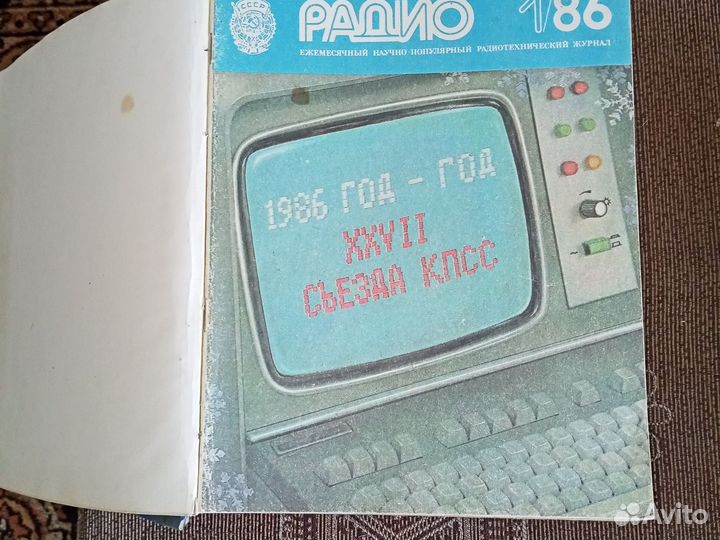 СССР
РАДИО
1/86
ЕЖЕМЕСЯЧНЫЙ НАУЧНО-ПОПУЛЯРНЫЙ РАДИОТЕХНИЧЕСКИЙ ЖУРНАЛ
1986 ГОД - ГОД
XXVII
СЪЕЗДА КПСС
Avito